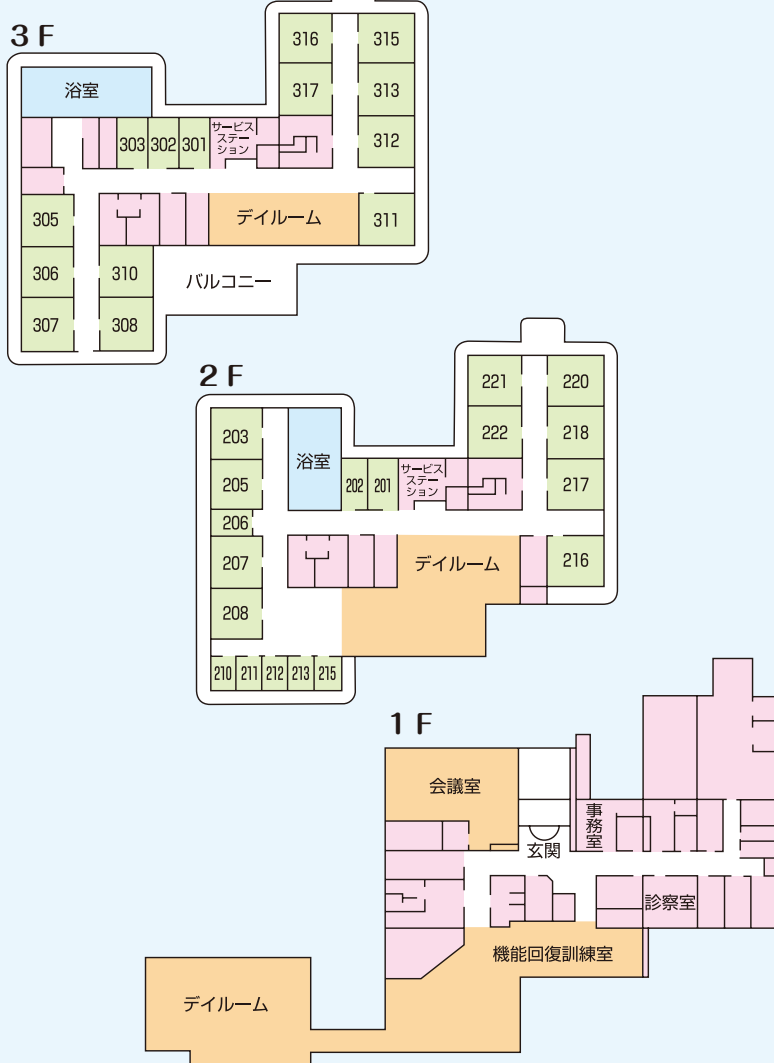 3F
316
315
浴室
317
313
303
302
301
サービス
ステー
ション
312
305
デイルーム
311
306
310
バルコニー
307
308
2F
221
220
203
222
218
浴室
205
202
201
サービス
ステー
ション
217
206
207
デイルーム
216
208
210
211
212
213
215
1F
会議室
事務室
玄関
診察室
機能回復訓練室
デイルーム